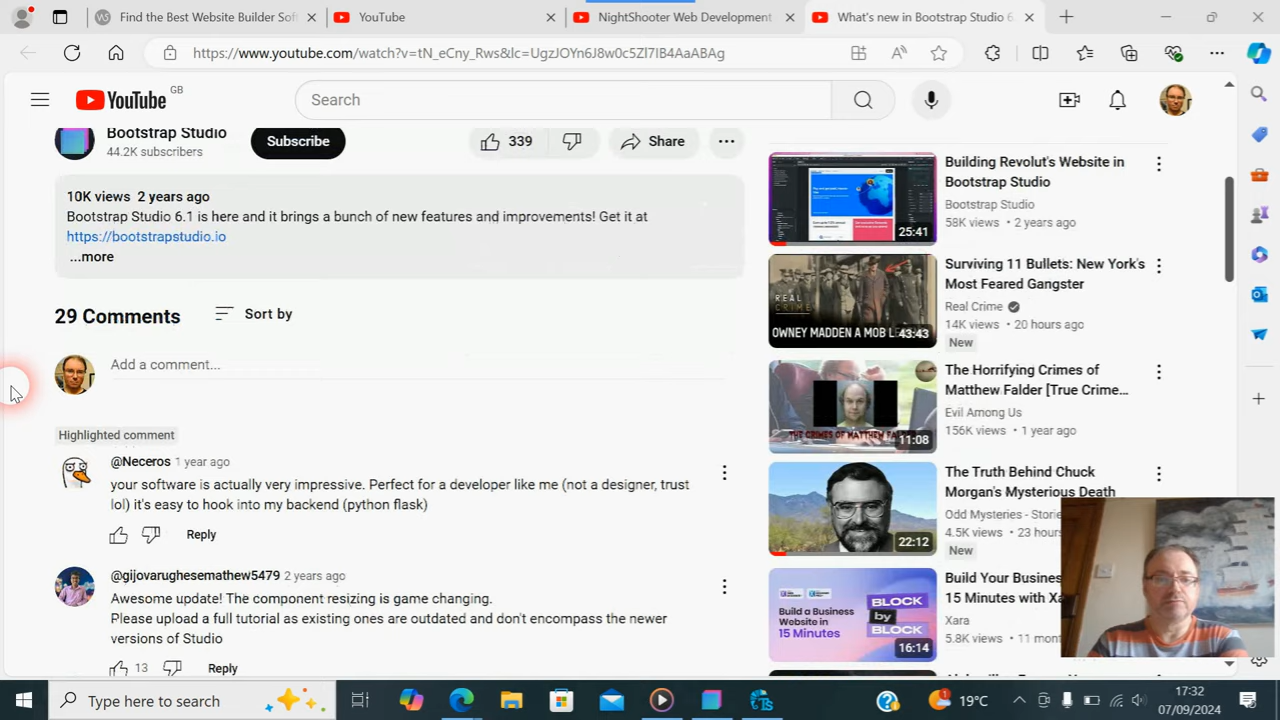 Find the Best Website Builder Sof
YouTube
NightShooter Web Development
What's new in Bootstrap Studio 6.
https://www.youtube.com/watch?v=tN_eCny_Rws&lc=UgzJOYn6J8w0c5Zl7IB4AaABAg
YouTube GB
Search
Bootstrap Studio
44.2K subscribers
Subscribe
339
Share
10K views 2 years ago
Bootstrap Studio 6.1 is here and it brings a bunch of new features and improvements! Get it at
https://bootstrapstudio.io
...more
29 Comments
Sort by
Add a comment...
Highlighted comment
@Neceros 1 year ago
your software is actually very impressive. Perfect for a developer like me (not a designer, trust
lol) it's easy to hook into my backend (python flask)
Reply
@gijovarughesemathew5479 2 years ago
Awesome update! The component resizing is game changing.
Please upload a full tutorial as existing ones are outdated and don't encompass the newer
versions of Studio
13
Reply
25:41
Building Revolut's Website in
Bootstrap Studio
Bootstrap Studio
58K views • 2 years ago
REAL
CRIME
OWNEY MADDEN A MOB LE
43:43
Surviving 11 Bullets: New York's
Most Feared Gangster
Real Crime
14K views • 20 hours ago
New
THE CRIMES OF MATTHEW FALDER
11:08
The Horrifying Crimes of
Matthew Falder [True Crime...
Evil Among Us
156K views • 1 year ago
22:12
The Truth Behind Chuck
Morgan's Mysterious Death
Odd Mysteries - Storie
4.5K views • 23 hours
New
Build a Business
Website in
15 Minutes
BLOCK
by
BLOCK
16:14
Build Your Busines
15 Minutes with Xa
Xara
5.8K views • 11 mont
Type here to search
19°C
17:32
07/09/2024